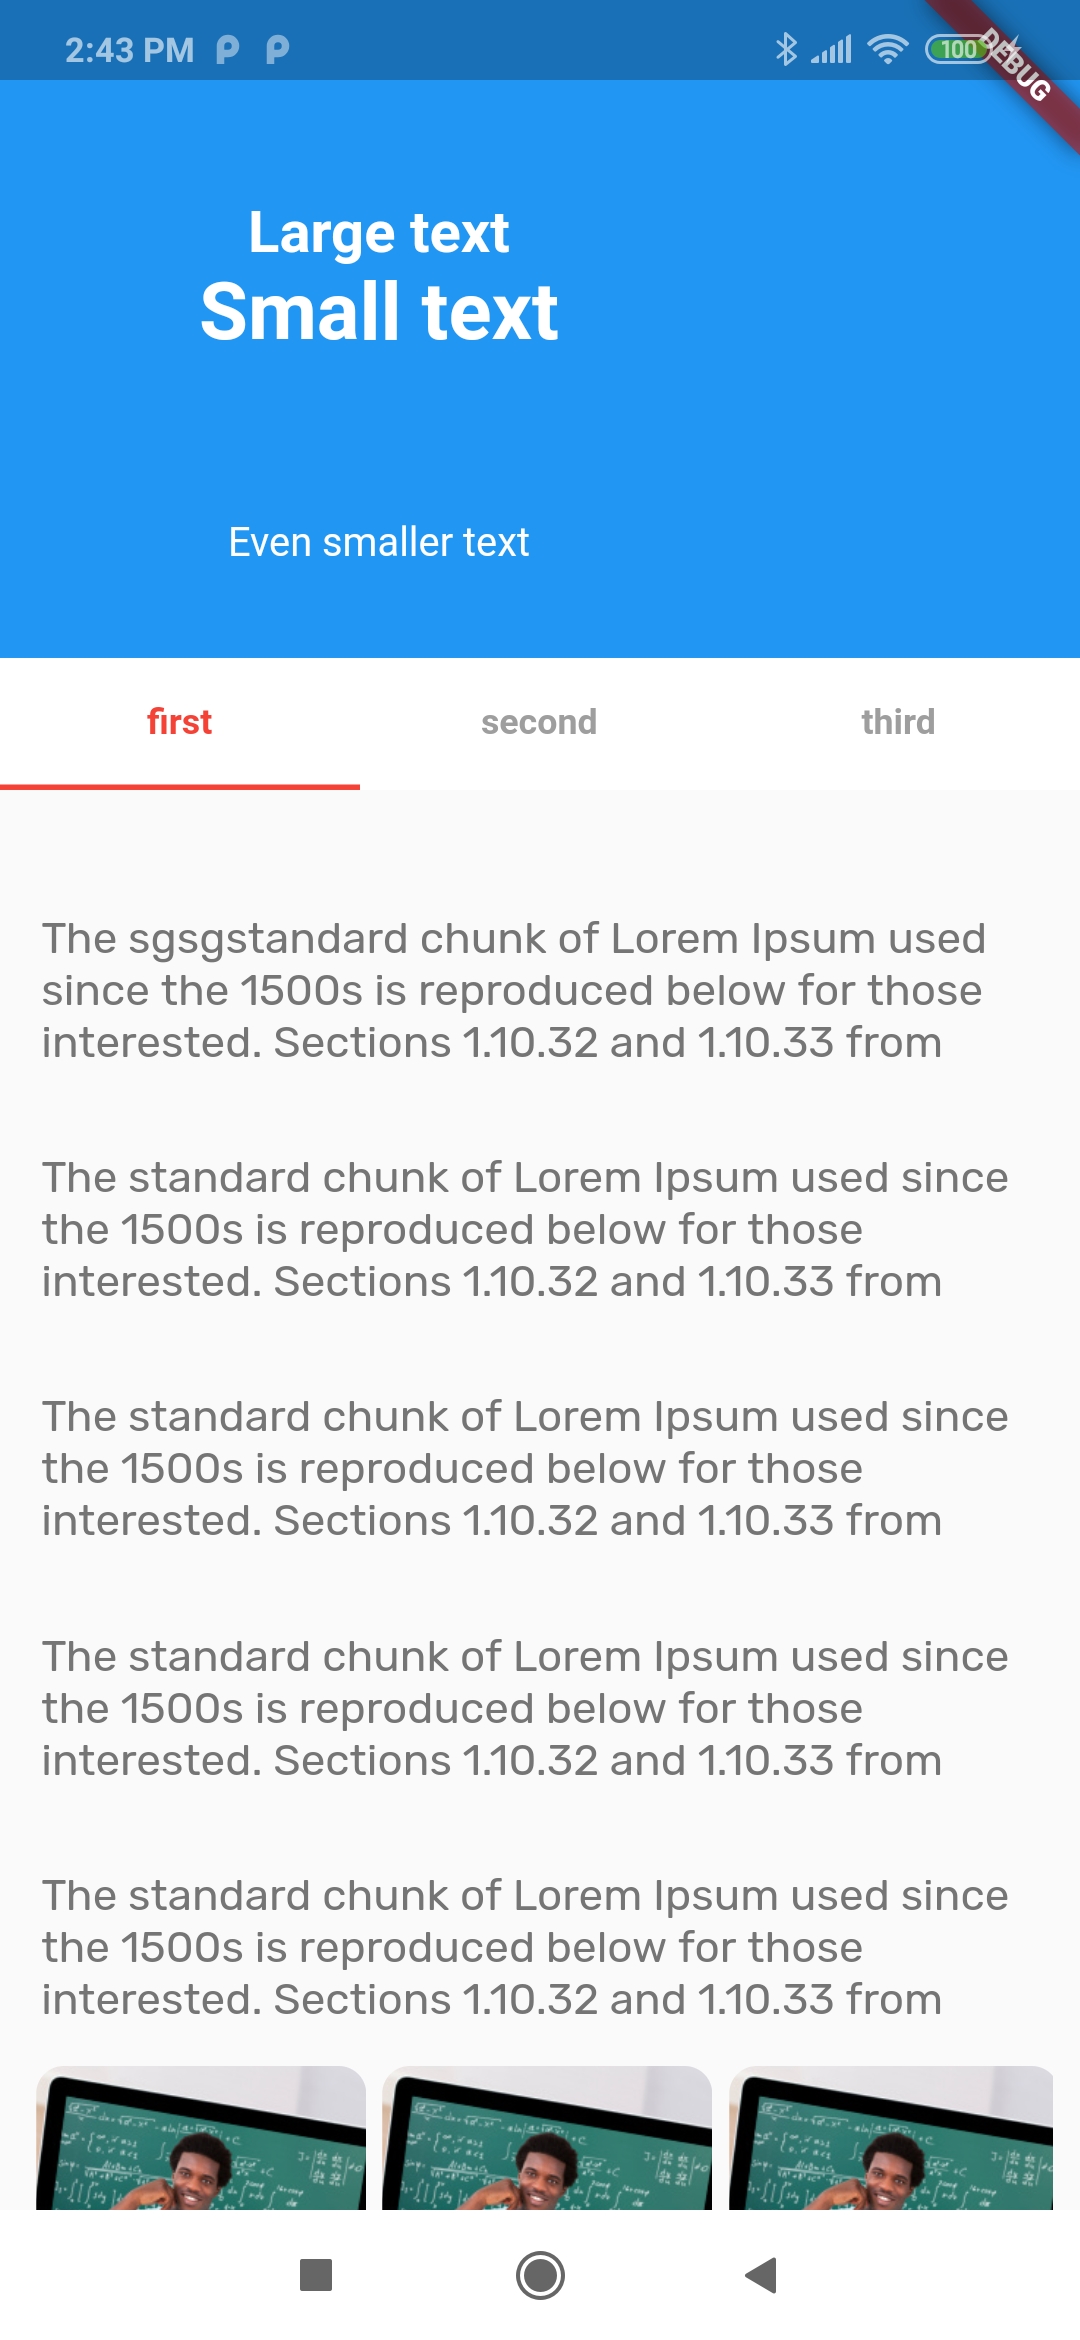 2:43 PM
100
DEBUG
Large text
Small text
Even smaller text
first second third
The sgsgstandard chunk of Lorem Ipsum used
since the 1500s is reproduced below for those
interested. Sections 1.10.32 and 1.10.33 from
The standard chunk of Lorem Ipsum used since
the 1500s is reproduced below for those
interested. Sections 1.10.32 and 1.10.33 from
The standard chunk of Lorem Ipsum used since
the 1500s is reproduced below for those
interested. Sections 1.10.32 and 1.10.33 from
The standard chunk of Lorem Ipsum used since
the 1500s is reproduced below for those
interested. Sections 1.10.32 and 1.10.33 from
The standard chunk of Lorem Ipsum used since
the 1500s is reproduced below for those
interested. Sections 1.10.32 and 1.10.33 from